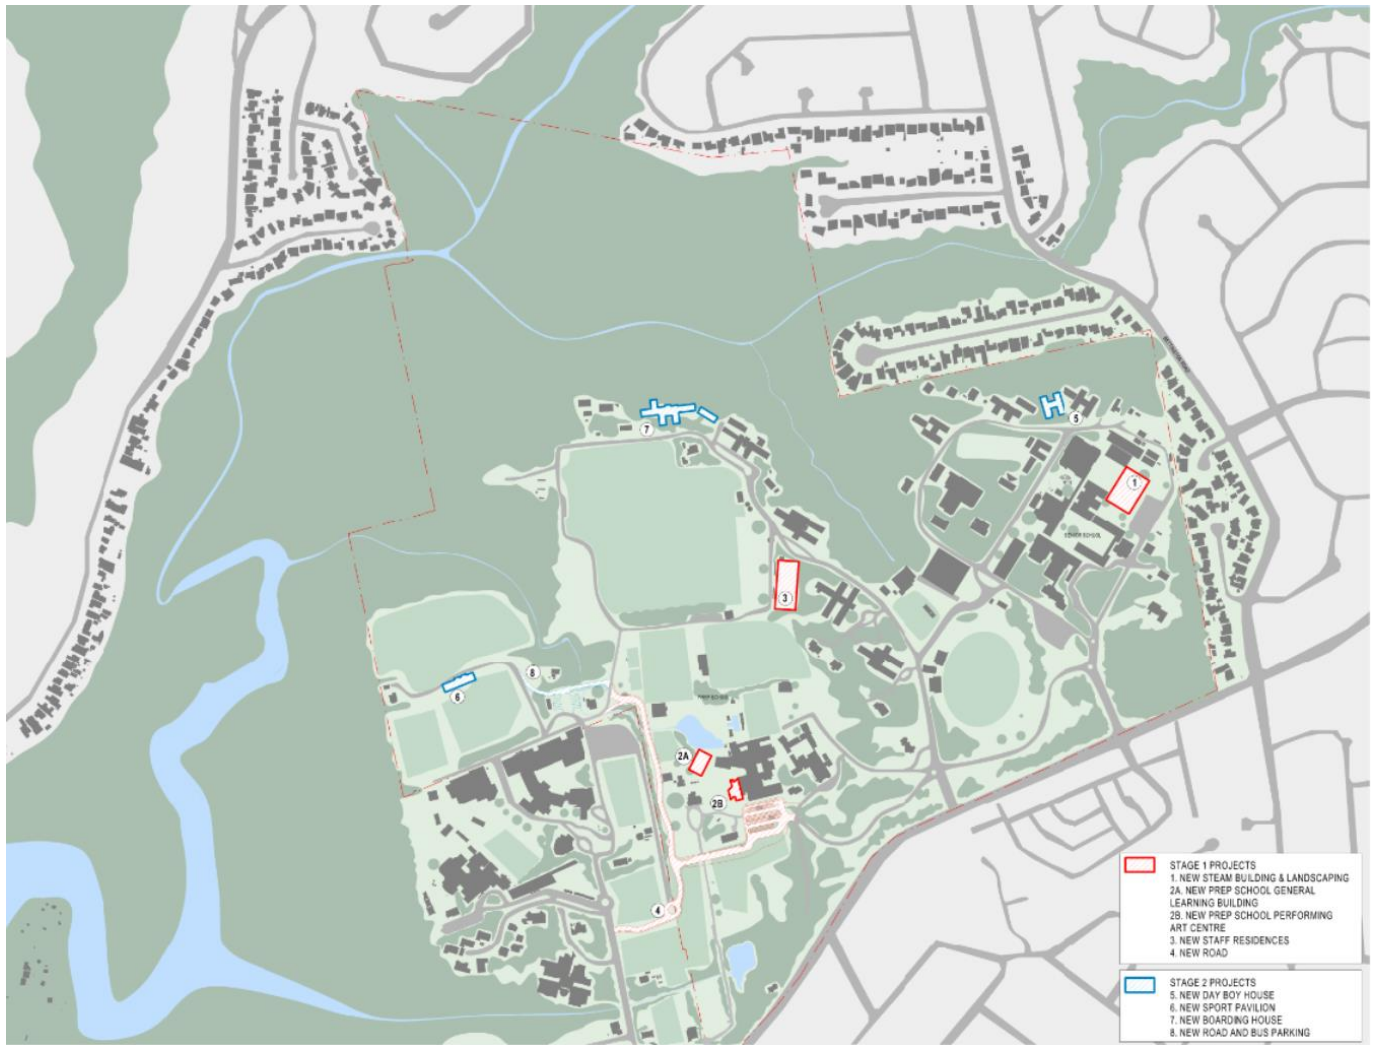 BETTINGTON ROAD
7
5
1
SENIOR SCHOOL
3
8
6
PREP SCHOOL
2A
2B
4
STAGE 1 PROJECTS
1. NEW STEAM BUILDING & LANDSCAPING
2A. NEW PREP SCHOOL GENERAL
LEARNING BUILDING
2B. NEW PREP SCHOOL PERFORMING
ART CENTRE
3. NEW STAFF RESIDENCES
4. NEW ROAD
STAGE 2 PROJECTS
5. NEW DAY BOY HOUSE
6. NEW SPORT PAVILION
7. NEW BOARDING HOUSE
8. NEW ROAD AND BUS PARKING